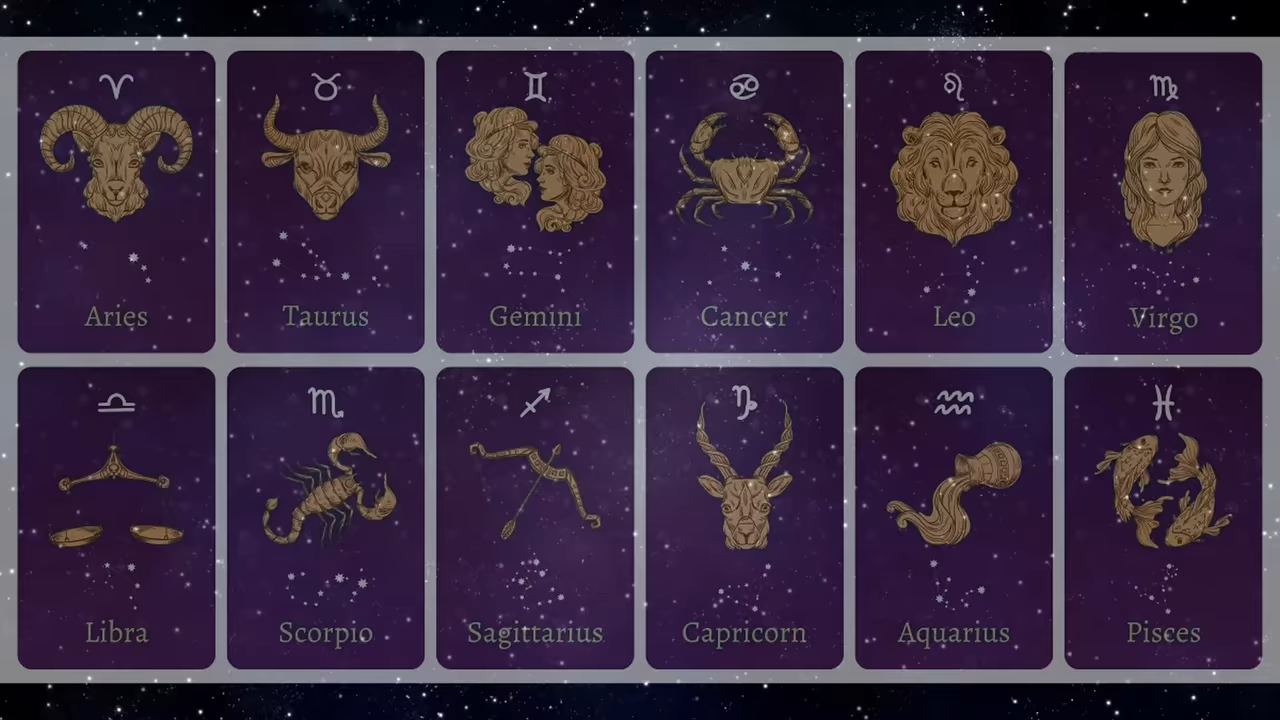 Aries
Taurus
Gemini
Cancer
Leo
Virgo
Libra
Scorpio
Sagittarius
Capricorn
Aquarius
Pisces